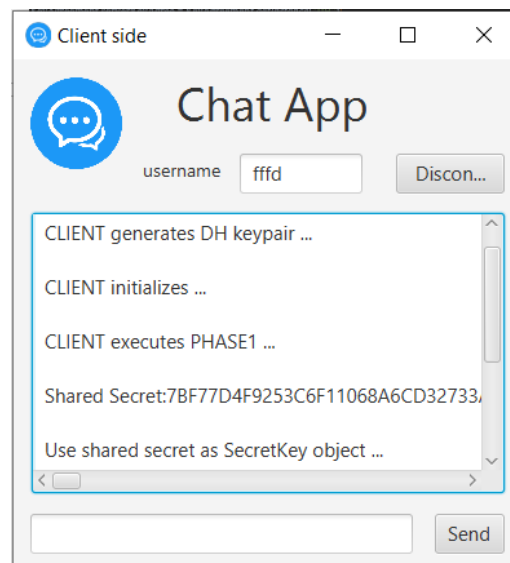 Client side
Chat App
username
fffd
Discon...
CLIENT generates DH keypair ...
CLIENT initializes ...
CLIENT executes PHASE1 ...
Shared Secret:7BF77D4F9253C6F11068A6CD32733A
Use shared secret as SecretKey object ...
Send